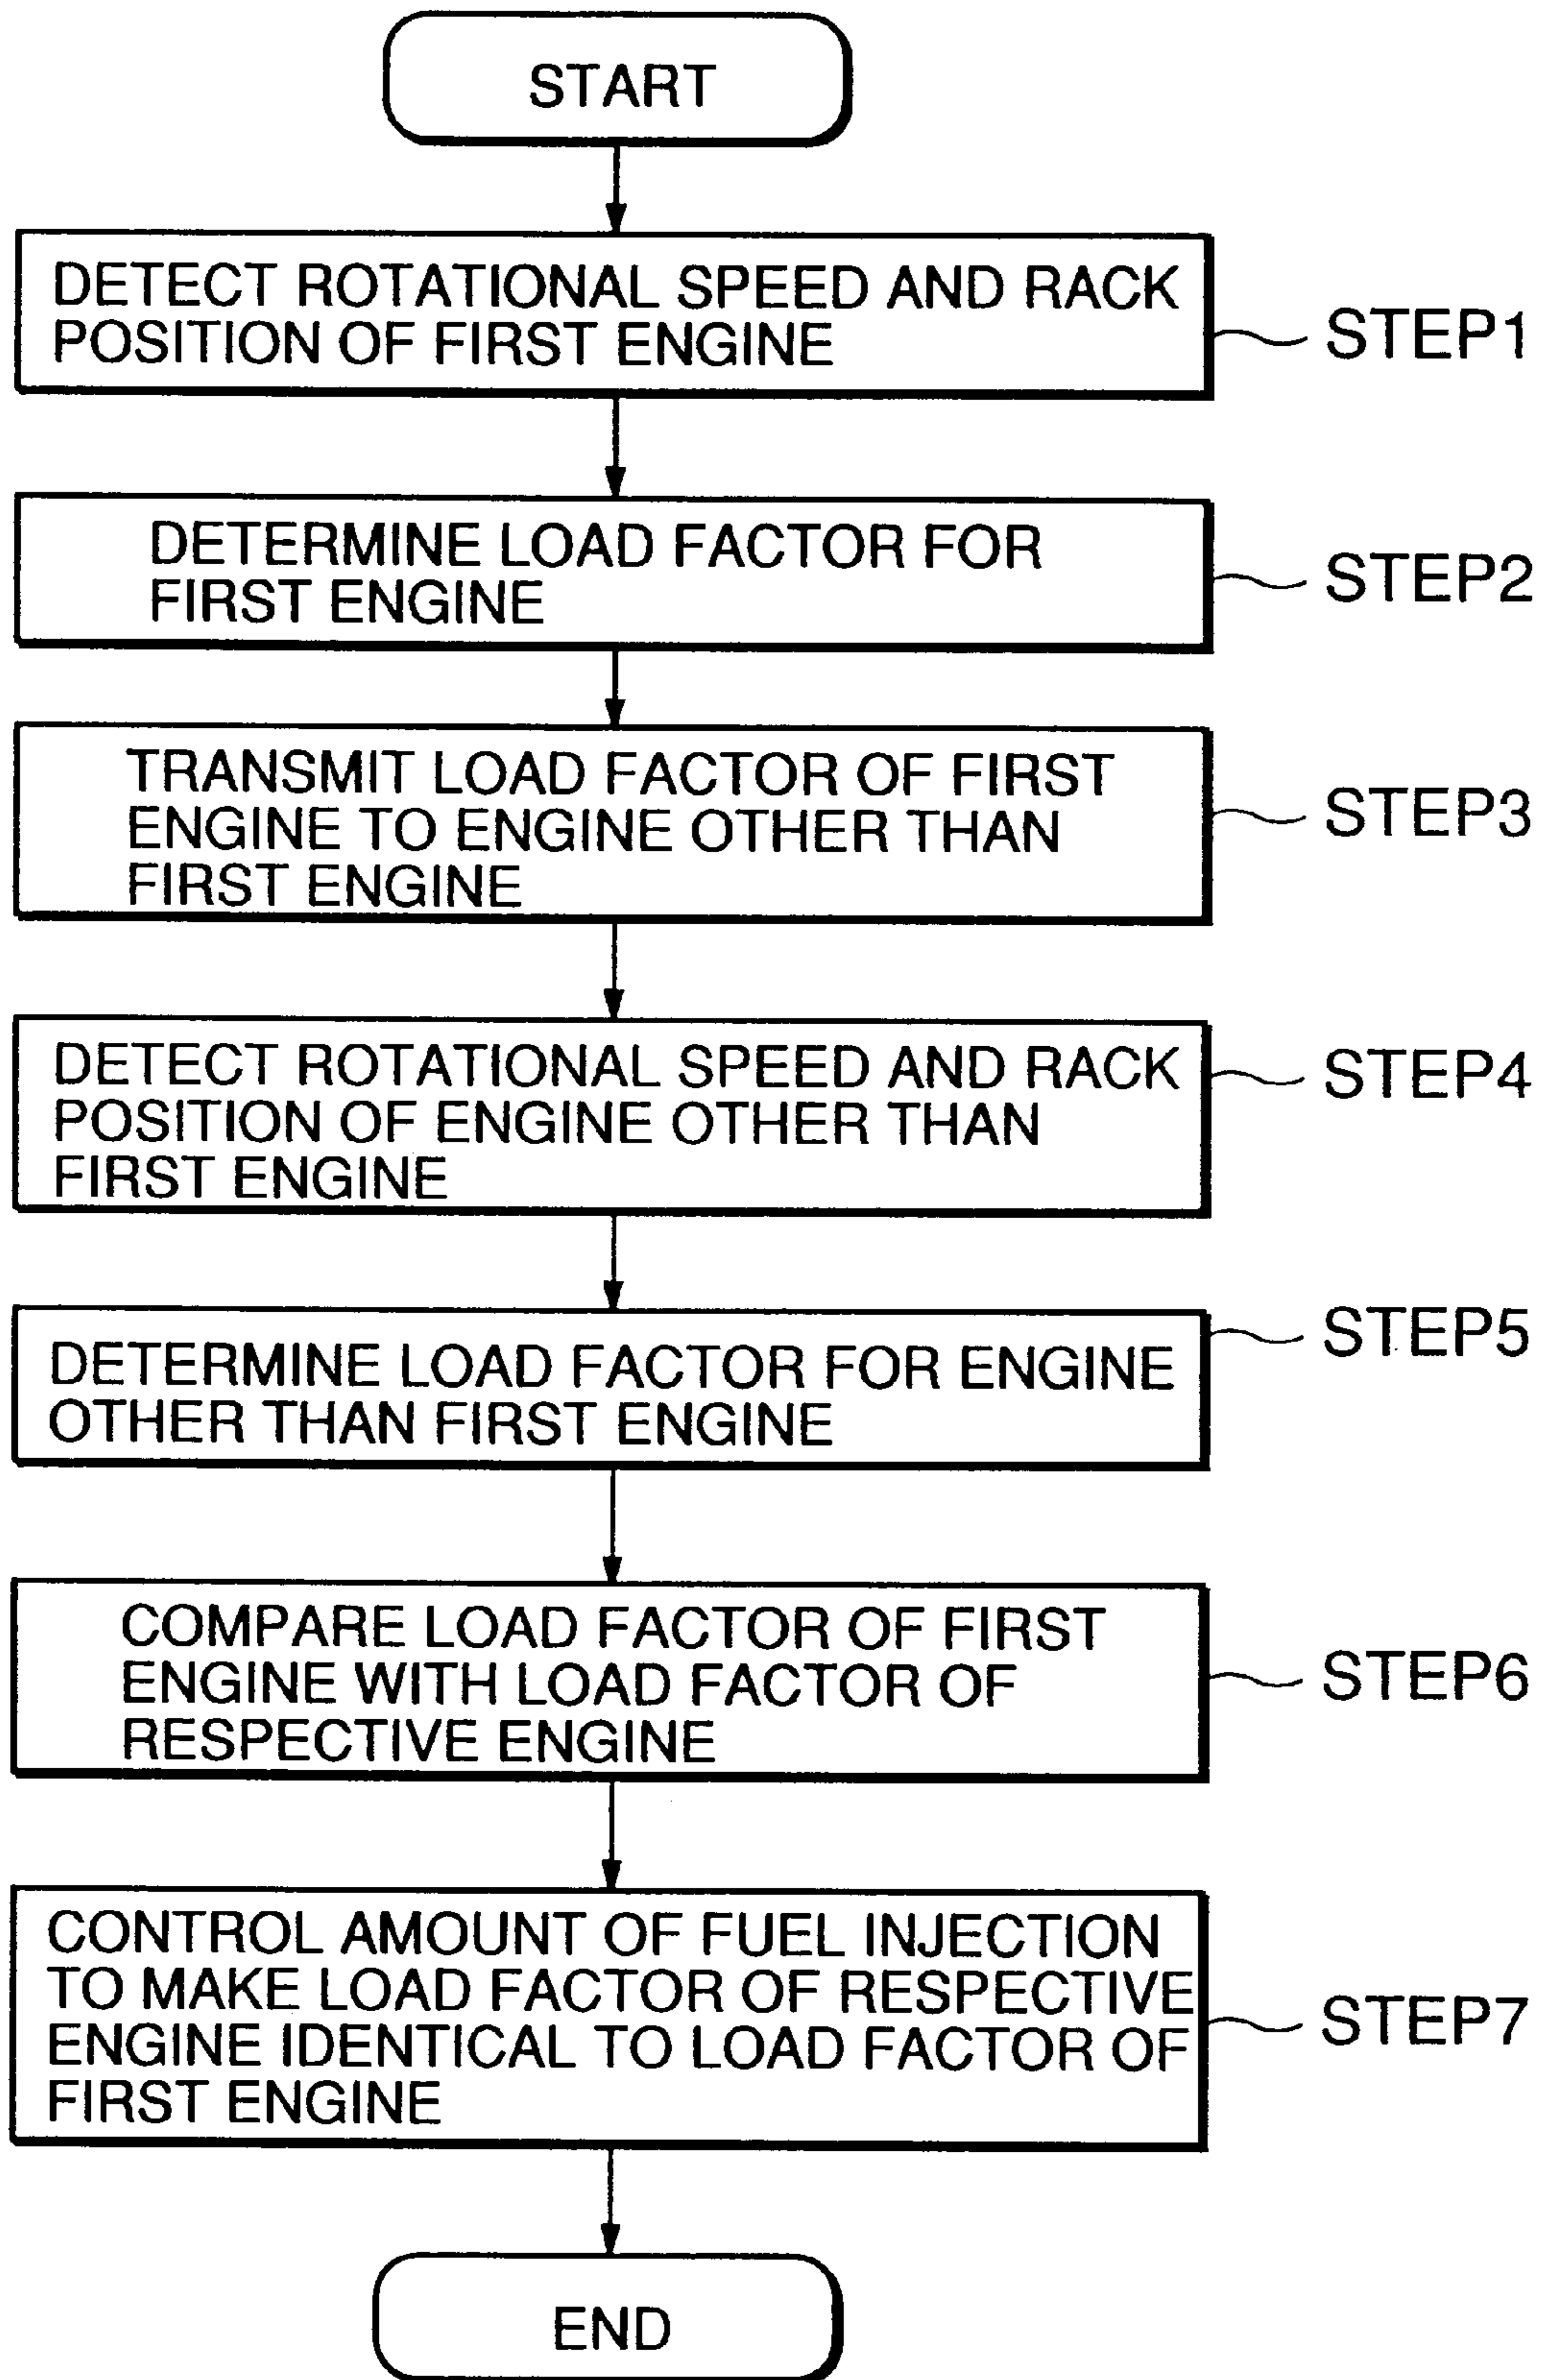 START
DETECT ROTATIONAL SPEED AND RACK
POSITION OF FIRST ENGINE
STEP1
DETERMINE LOAD FACTOR FOR
FIRST ENGINE
STEP2
TRANSMIT LOAD FACTOR OF FIRST
ENGINE TO ENGINE OTHER THAN
FIRST ENGINE
STEP3
DETECT ROTATIONAL SPEED AND RACK
POSITION OF ENGINE OTHER THAN
FIRST ENGINE
STEP4
DETERMINE LOAD FACTOR FOR ENGINE
OTHER THAN FIRST ENGINE
STEP5
COMPARE LOAD FACTOR OF FIRST
ENGINE WITH LOAD FACTOR OF
RESPECTIVE ENGINE
STEP6
CONTROL AMOUNT OF FUEL INJECTION
TO MAKE LOAD FACTOR OF RESPECTIVE
ENGINE IDENTICAL TO LOAD FACTOR OF
FIRST ENGINE
STEP7
END